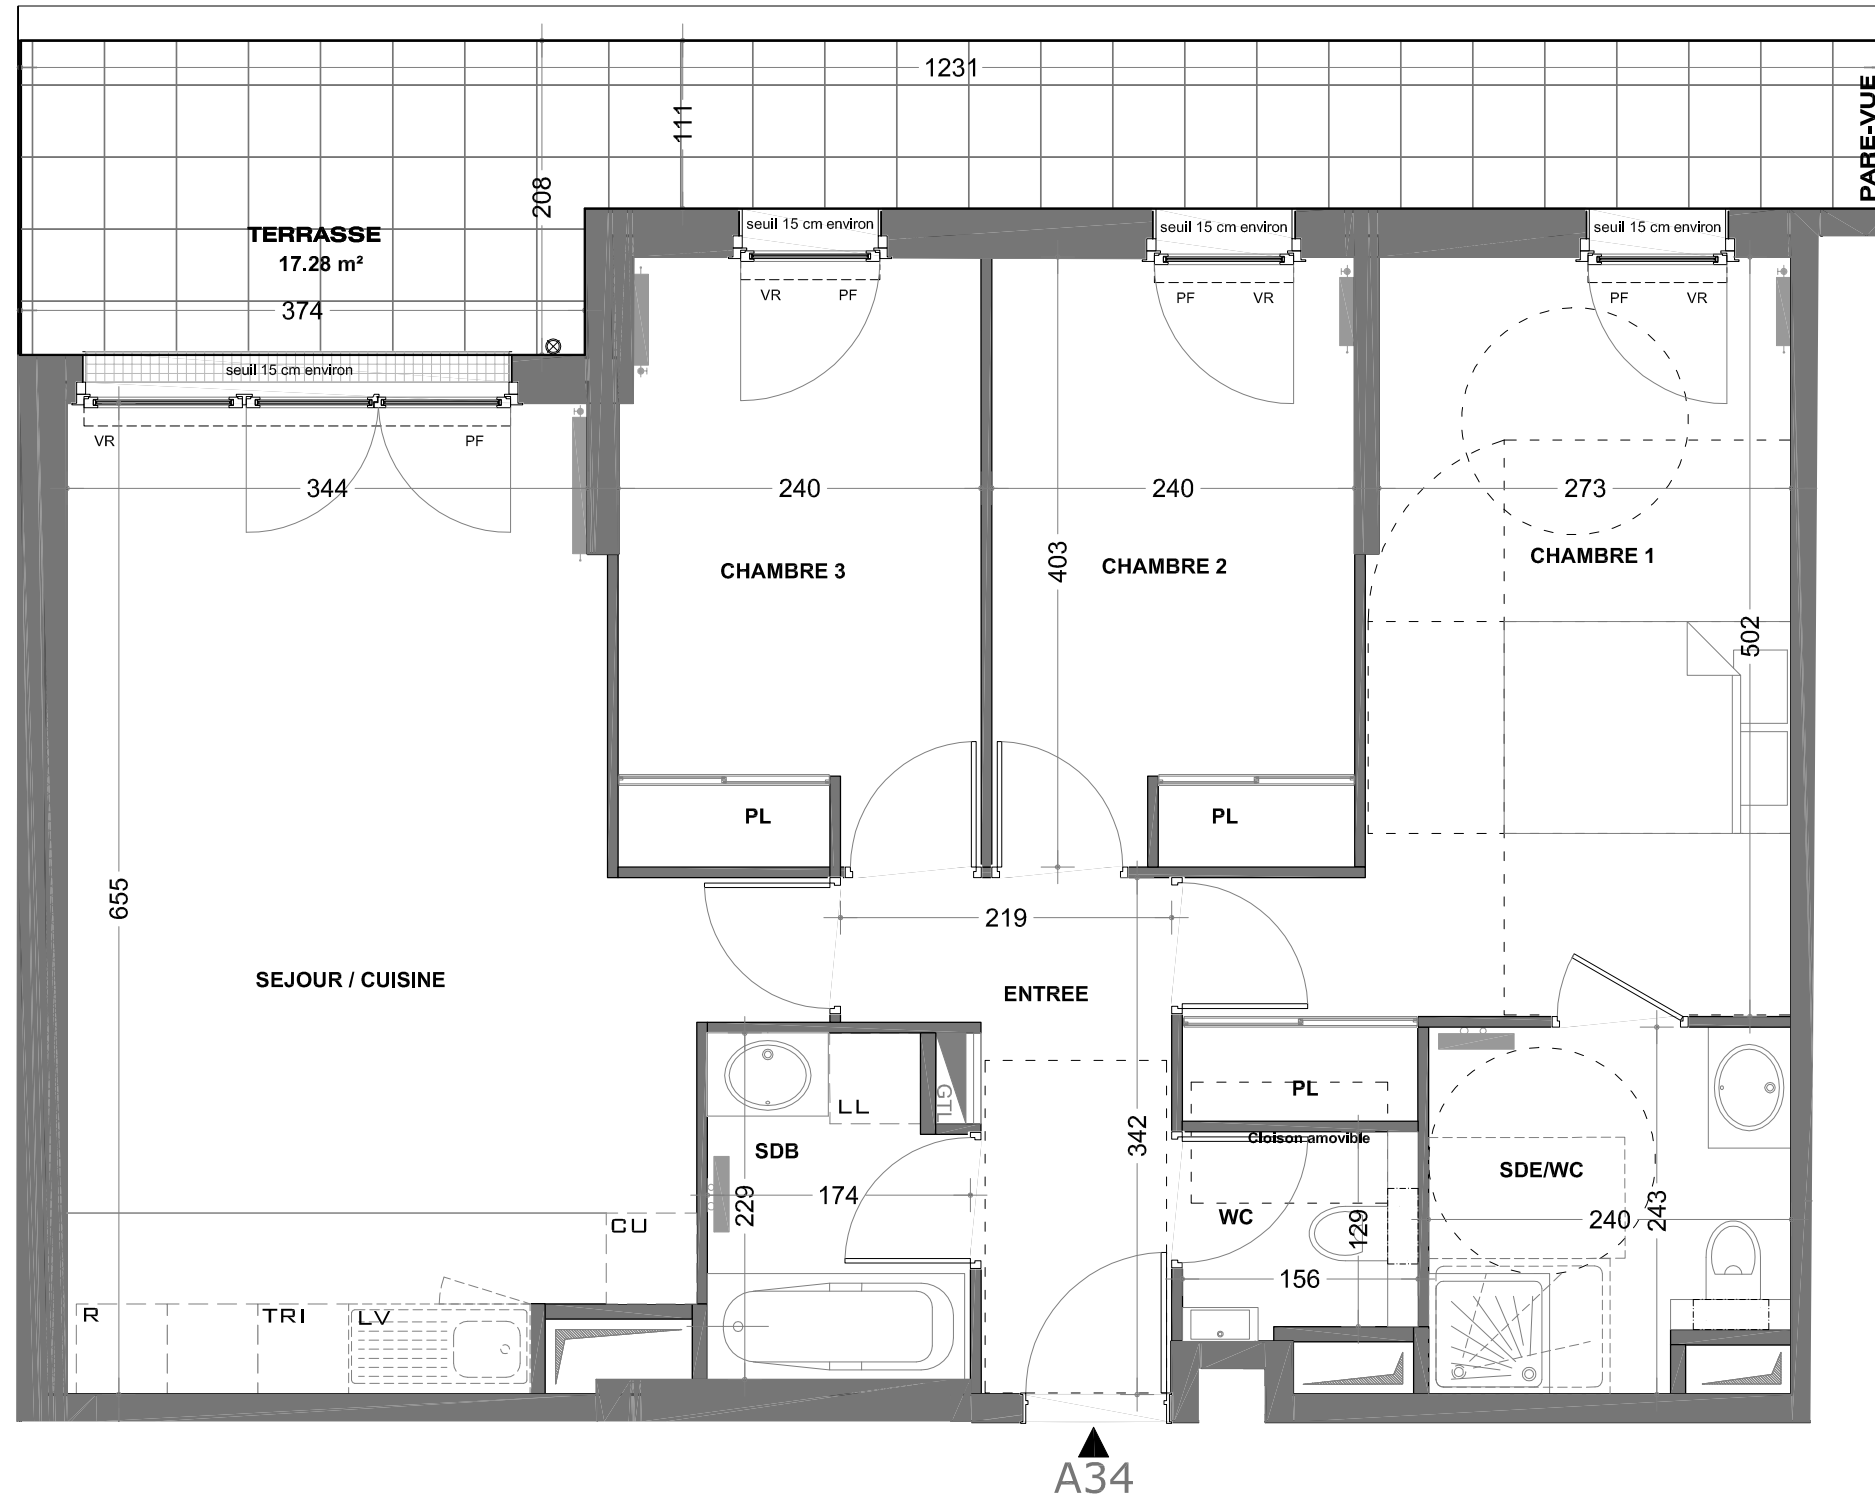 1231
111
PARE-VUE
208
TERRASSE
17.28 m²
374
seuil 15 cm environ
seuil 15 cm environ
seuil 15 cm environ
seuil 15 cm environ
VR
PF
PF
VR
PF
VR
VR
PF
344
240
240
273
403
502
CHAMBRE 3
CHAMBRE 2
CHAMBRE 1
PL
PL
655
219
SEJOUR / CUISINE
ENTREE
GTL
LL
PL
342
Cloison amovible
SDB
SDE/WC
174
229
WC
129
240
243
CU
156
R
TRI
LV
A34